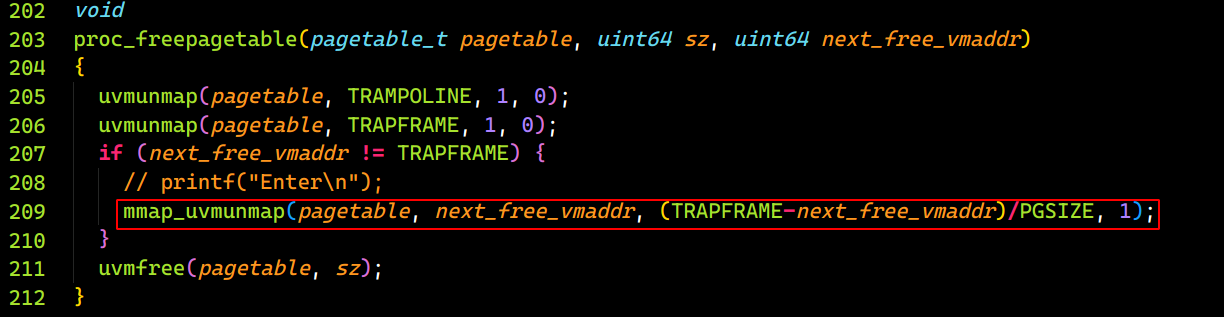 202 void
203 proc_freepagetable(pagetable_t pagetable, uint64 sz, uint64 next_free_vmaddr)
204 {
205   uvmunmap(pagetable, TRAMPOLINE, 1, 0);
206   uvmunmap(pagetable, TRAPFRAME, 1, 0);
207   if (next_free_vmaddr != TRAPFRAME) {
208     // printf("Enter\n");
209     mmap_uvmunmap(pagetable, next_free_vmaddr, (TRAPFRAME-next_free_vmaddr)/PGSIZE, 1);
210   }
211   uvmfree(pagetable, sz);
212 }